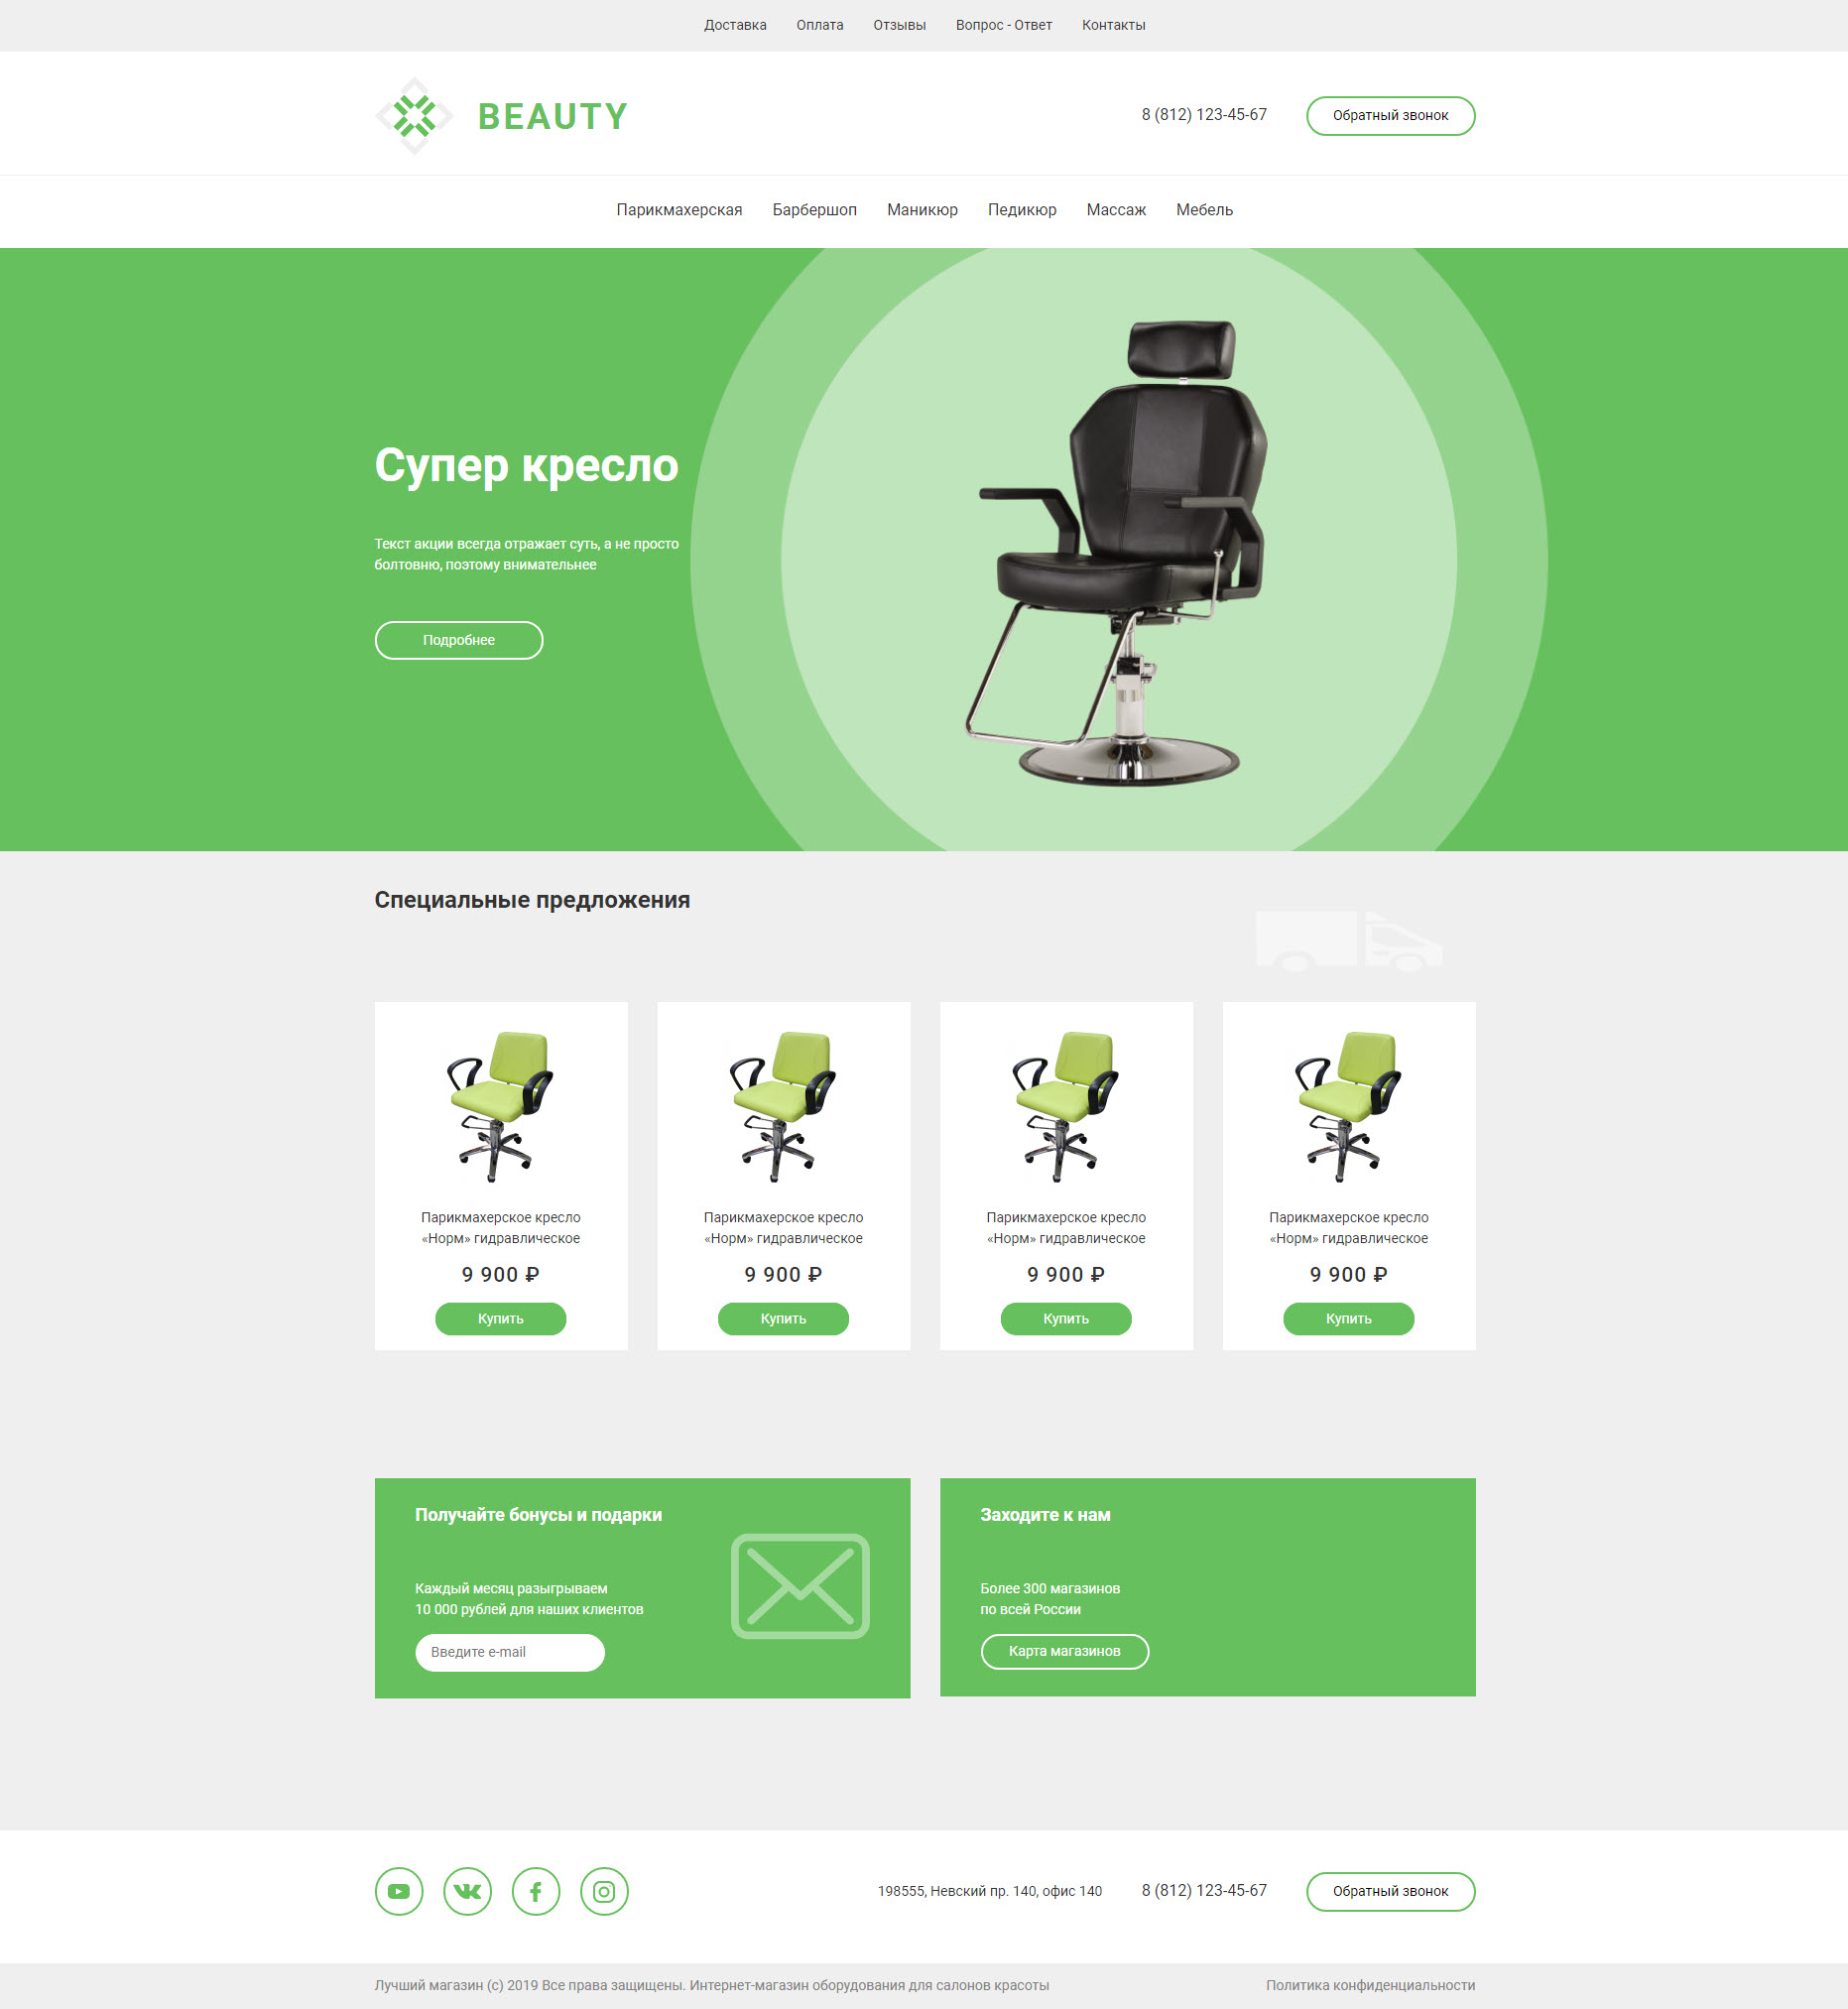 Доставка Оплата Отзывы Вопрос - Ответ Контакты
BEAUTY
8 (812) 123-45-67
Обратный звонок
Парикмахерская Барбершоп Маникюр Педикюр Массаж Мебель
Супер кресло
Текст акции всегда отражает суть, а не просто
болтовню, поэтому внимательнее
Подробнее
Специальные предложения
Парикмахерское кресло
«Норм» гидравлическое
9 900 ₽
Купить
Парикмахерское кресло
«Норм» гидравлическое
9 900 ₽
Купить
Парикмахерское кресло
«Норм» гидравлическое
9 900 ₽
Купить
Парикмахерское кресло
«Норм» гидравлическое
9 900 ₽
Купить
Получайте бонусы и подарки
Каждый месяц разыгрываем
10 000 рублей для наших клиентов
Введите e-mail
Заходите к нам
Более 300 магазинов
по всей России
Карта магазинов
198555, Невский пр. 140, офис 140
8 (812) 123-45-67
Обратный звонок
Лучший магазин (с) 2019 Все права защищены. Интернет-магазин оборудования для салонов красоты
Политика конфиденциальности